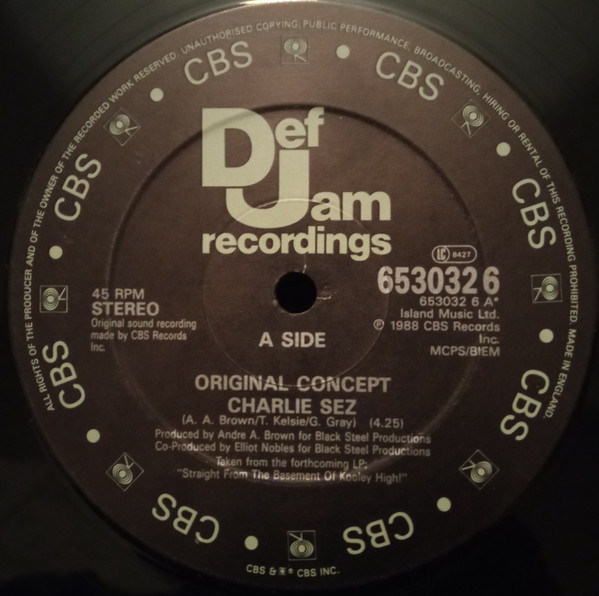 ALL RIGHTS OF THE PRODUCER AND OF THE OWNER OF THE RECORDED WORK RESERVED. UNAUTHORISED COPYING, PUBLIC PERFORMANCE, BROADCASTING, HIRING OR RENTAL OF THIS RECORDING PROHIBITED. MADE IN ENGLAND.
CBS
CBS
CBS
CBS
CBS
CBS
CBS
CBS
Def
Jam
recordings
LC 8427
653032 6
653032 6 A*
Island Music Ltd.
℗ 1988 CBS Records
Inc.
MCPS/BIEM
45 RPM
STEREO
Original sound recording
made by CBS Records
Inc.
A SIDE
ORIGINAL CONCEPT
CHARLIE SEZ
(A. A. Brown/T. Kelsie/G. Gray) (4.25)
Produced by Andre A. Brown for Black Steel Productions
Co-Produced by Elliot Nobles for Black Steel Productions
Taken from the forthcoming LP:
"Straight From The Basement Of Kooley High!"
CBS & ® CBS INC.